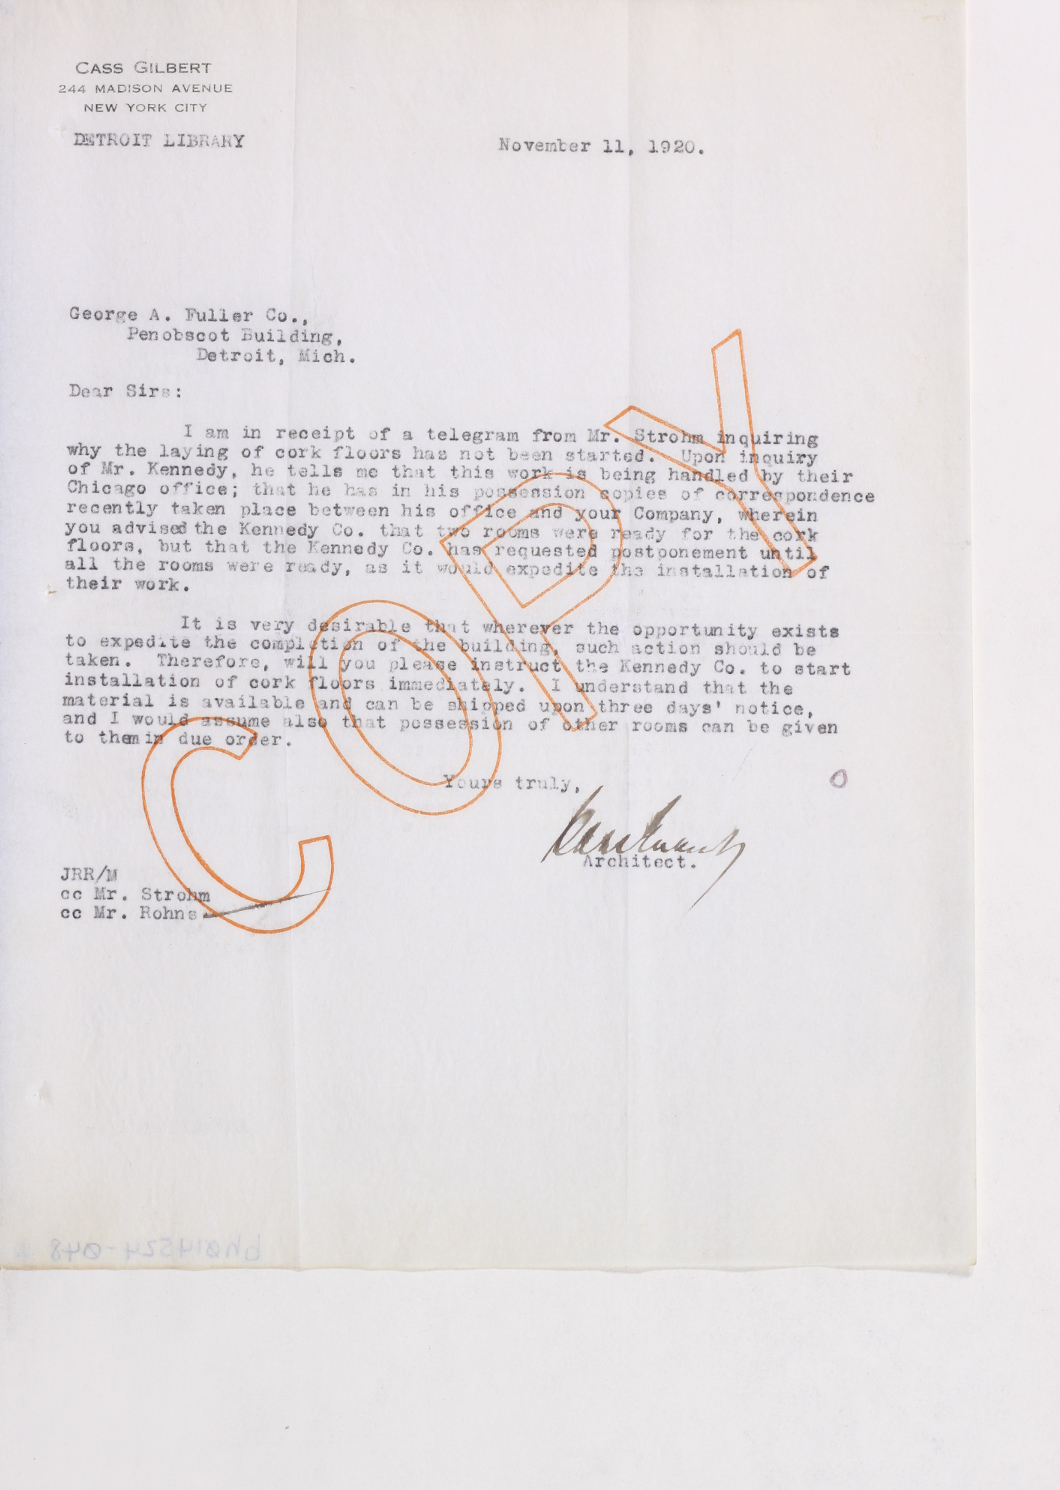 CASS GILBERT
244 MADISON AVENUE
NEW YORK CITY
DETROIT LIBRARY
November 11, 1920.
George A. Fuller Co.,
Penobscot Building,
Detroit, Mich.
Dear Sirs:
I am in receipt of a telegram from Mr. Strohm inquiring
why the laying of cork floors has not been started. Upon inquiry
of Mr. Kennedy, he tells me that this work is being handled by their
Chicago office; that he has in his possession copies of correspondence
recently taken place between his office and your Company, wherein
you advised the Kennedy Co. that two rooms were ready for the cork
floors, but that the Kennedy Co. has requested postponement until
all the rooms were ready, as it would expedite the installation of
their work.
It is very desirable that wherever the opportunity exists
to expedite the completion of the building, such action should be
taken. Therefore, will you please instruct the Kennedy Co. to start
installation of cork floors immediately. I understand that the
material is available and can be shipped upon three days' notice,
and I would assume also that possession of other rooms can be given
to them in due order.
Yours truly,
Cass Gilbert
Architect.
JRR/M
cc Mr. Strohm
cc Mr. Rohns
COPY
bh014524-048